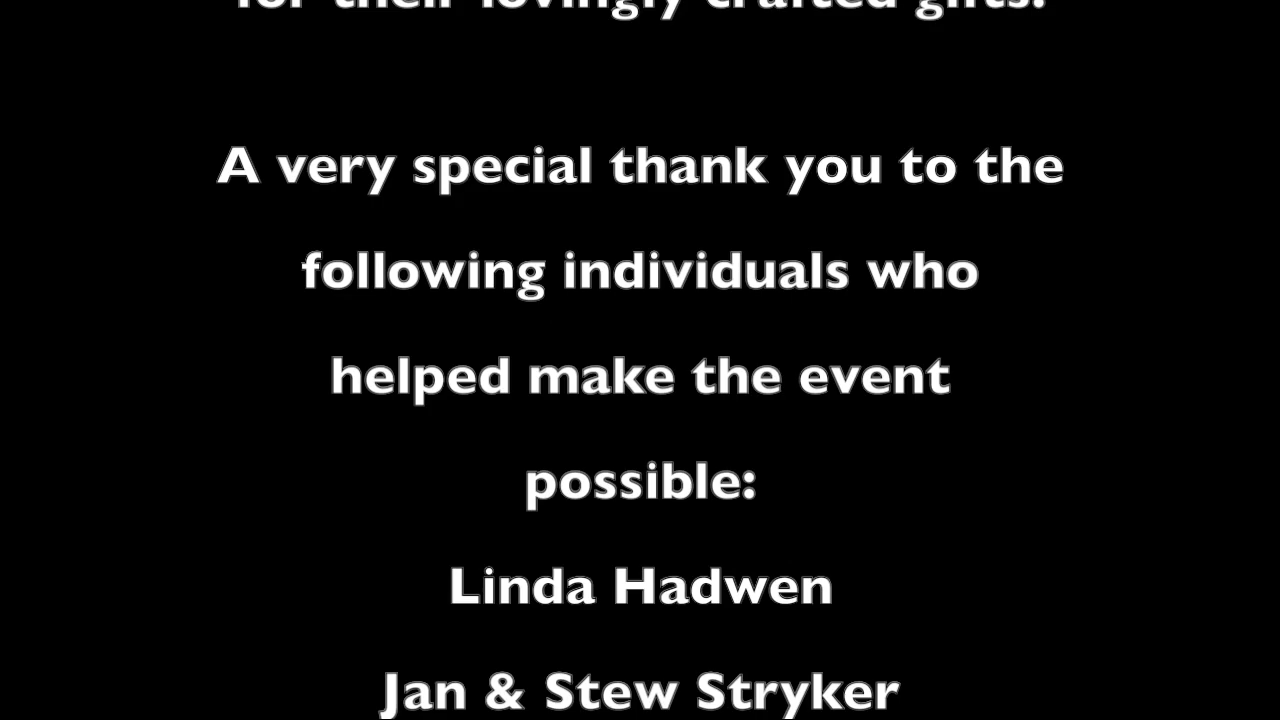 for their lovingly crafted gifts.
A very special thank you to the
following individuals who
helped make the event
possible:
Linda Hadwen
Jan & Stew Stryker